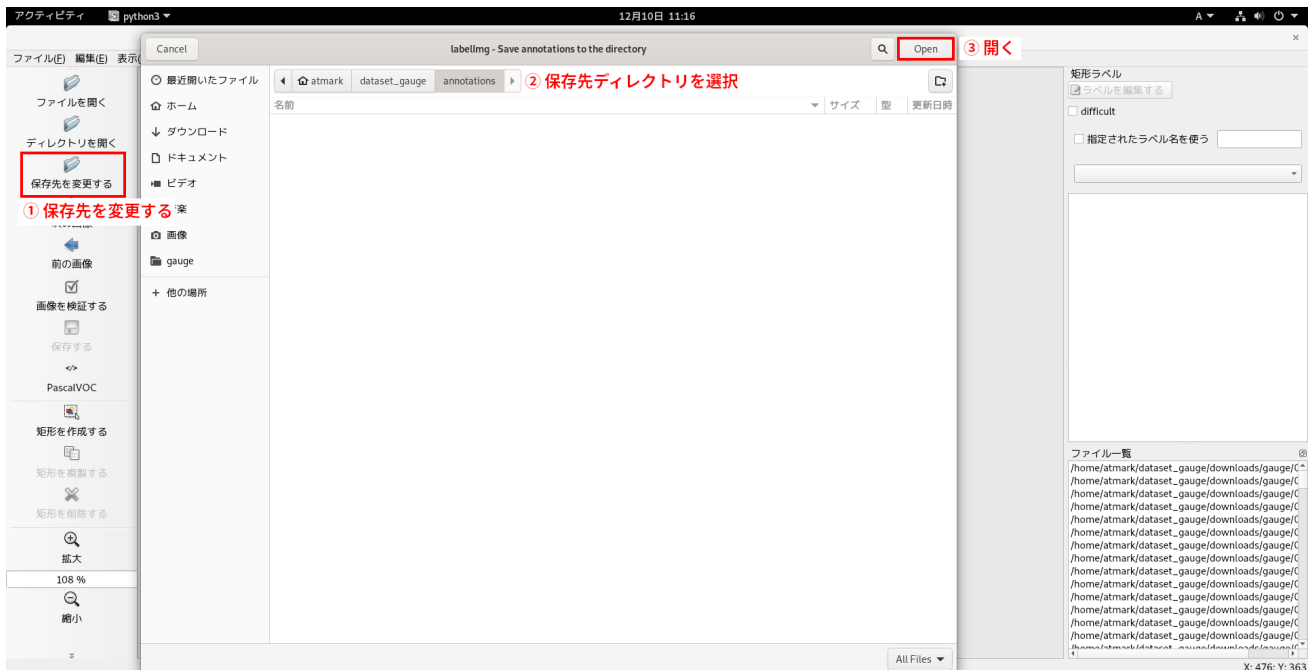 アクティビティ python3 12月10日 11:16 A
ファイル(F) 編集(E) 表示(
Cancel labelImg - Save annotations to the directory Open ③ 開く
atmark dataset_gauge annotations ② 保存先ディレクトリを選択
名前 サイズ 型 更新日時
最近開いたファイル
ホーム
ダウンロード
ドキュメント
ビデオ
楽
画像
gauge
他の場所
ファイルを開く
ディレクトリを開く
保存先を変更する
① 保存先を変更する
前の画像
画像を検証する
保存する
</>
PascalVOC
矩形を作成する
矩形を複製する
矩形を削除する
拡大
108 %
縮小
All Files
矩形ラベル
ラベルを編集する
difficult
指定されたラベル名を使う
ファイル一覧
/home/atmark/dataset_gauge/downloads/gauge/
/home/atmark/dataset_gauge/downloads/gauge/
/home/atmark/dataset_gauge/downloads/gauge/
/home/atmark/dataset_gauge/downloads/gauge/
/home/atmark/dataset_gauge/downloads/gauge/
/home/atmark/dataset_gauge/downloads/gauge/
/home/atmark/dataset_gauge/downloads/gauge/
/home/atmark/dataset_gauge/downloads/gauge/
/home/atmark/dataset_gauge/downloads/gauge/
/home/atmark/dataset_gauge/downloads/gauge/
/home/atmark/dataset_gauge/downloads/gauge/
/home/atmark/dataset_gauge/downloads/gauge/
/home/atmark/dataset_gauge/downloads/gauge/
/home/atmark/dataset_gauge/downloads/gauge/
X: 476; Y: 363